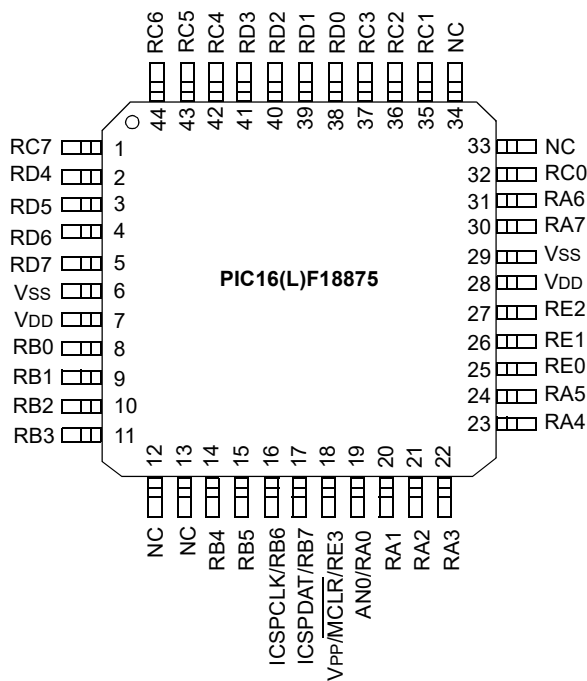 RC6 RC5 RC4 RD3 RD2 RD1 RD0 RC3 RC2 RC1 NC
44 43 42 41 40 39 38 37 36 35 34
RC7 1
RD4 2
RD5 3
RD6 4
RD7 5
VSS 6
VDD 7
RB0 8
RB1 9
RB2 10
RB3 11
PIC16(L)F18875
33 NC
32 RC0
31 RA6
30 RA7
29 VSS
28 VDD
27 RE2
26 RE1
25 RE0
24 RA5
23 RA4
12 13 14 15 16 17 18 19 20 21 22
NC
NC
RB4
RB5
ICSPCLK/RB6
ICSPDAT/RB7
VPP/MCLR/RE3
AN0/RA0
RA1
RA2
RA3